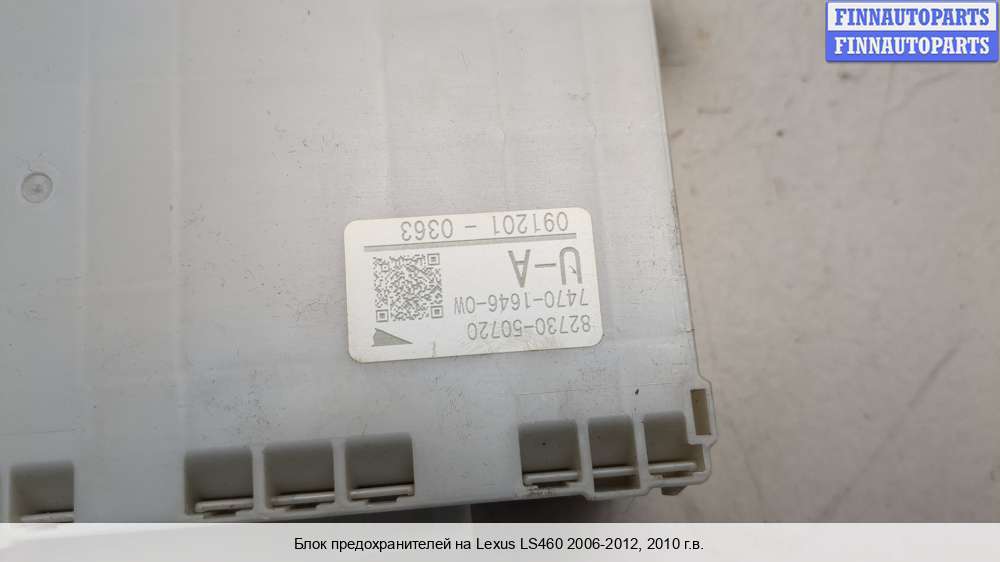 FINNAUTOPARTS
FINNAUTOPARTS
82730-50720
7470-1646-0W
U-A
091201 - 0363
Блок предохранителей на Lexus LS460 2006-2012, 2010 г.в.